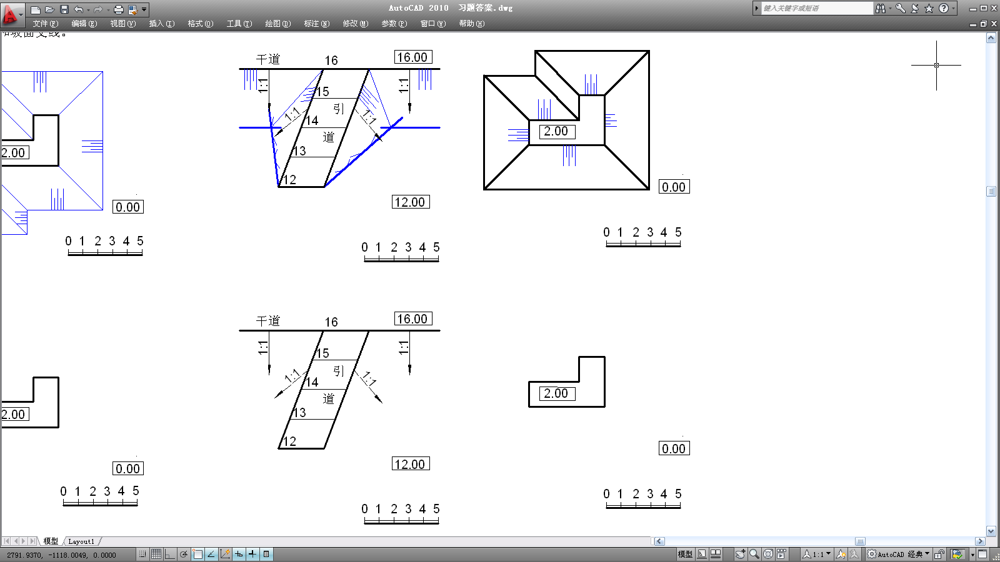 AutoCAD 2010 习题答案.dwg
键入关键字或短语
文件(F) 编辑(E) 视图(V) 插入(I) 格式(O) 工具(T) 绘图(D) 标注(N) 修改(M) 参数(P) 窗口(W) 帮助(H)
干道 16 16.00
1:1 1:1
15
引
1:1 14 1:1
道
13
12
12.00
0 1 2 3 4 5
2.00
0.00
0 1 2 3 4 5
2.00
0.00
0 1 2 3 4 5
干道 16 16.00
1:1 1:1
15
引
1:1 14 1:1
道
13
12
12.00
0 1 2 3 4 5
2.00
0.00
0 1 2 3 4 5
2.00
0.00
0 1 2 3 4 5
模型 Layout1
2791.9370, -1118.0049, 0.0000
模型
1:1
AutoCAD 经典